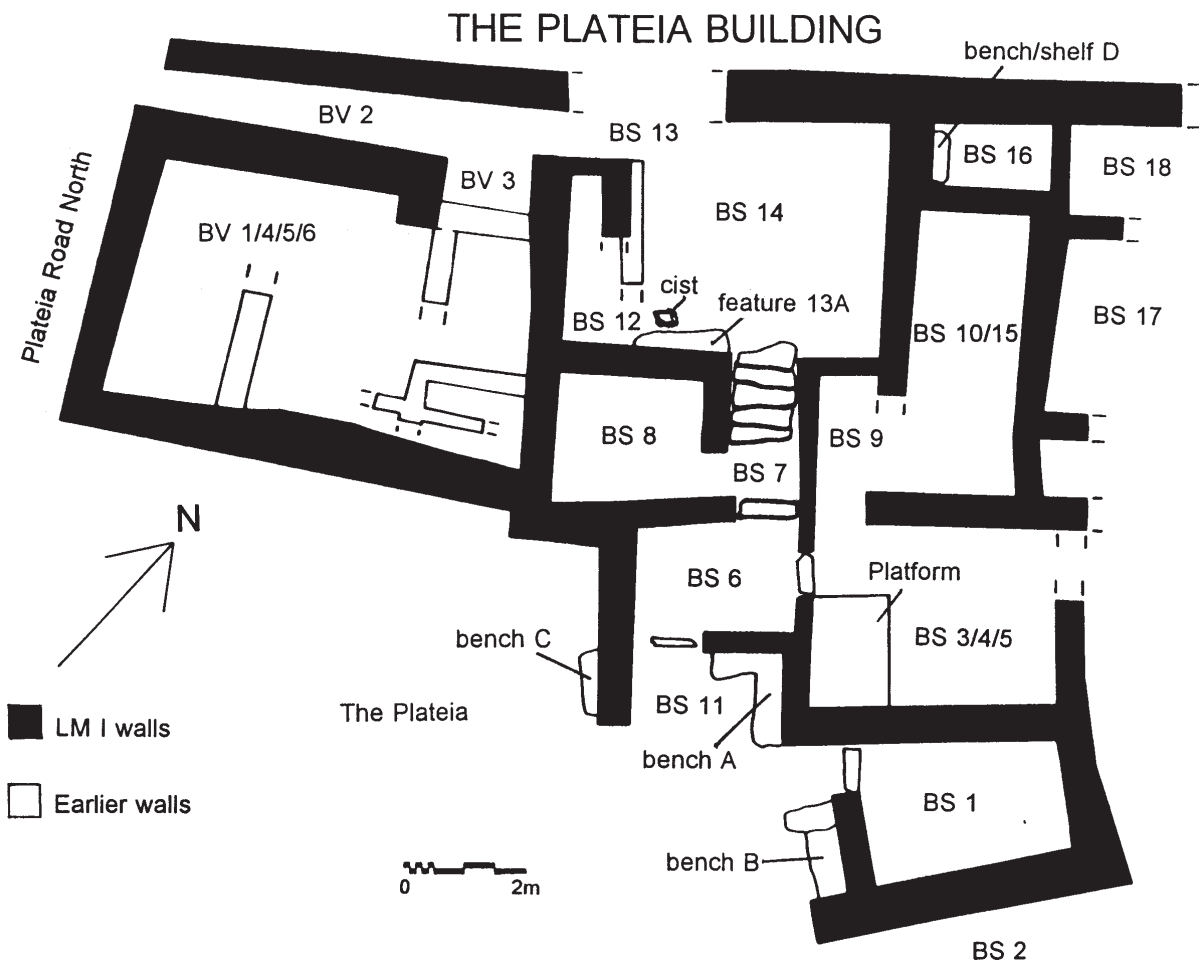 THE PLATEIA BUILDING
bench/shelf D
BV 2
BS 13
BS 16
BS 18
BV 3
BS 14
BV 1/4/5/6
Plateia Road North
cist
feature 13A
BS 12
BS 10/15
BS 17
BS 8
BS 9
BS 7
N
BS 6
Platform
bench C
BS 3/4/5
The Plateia
BS 11
LM I walls
bench A
Earlier walls
BS 1
bench B
0 2m
BS 2